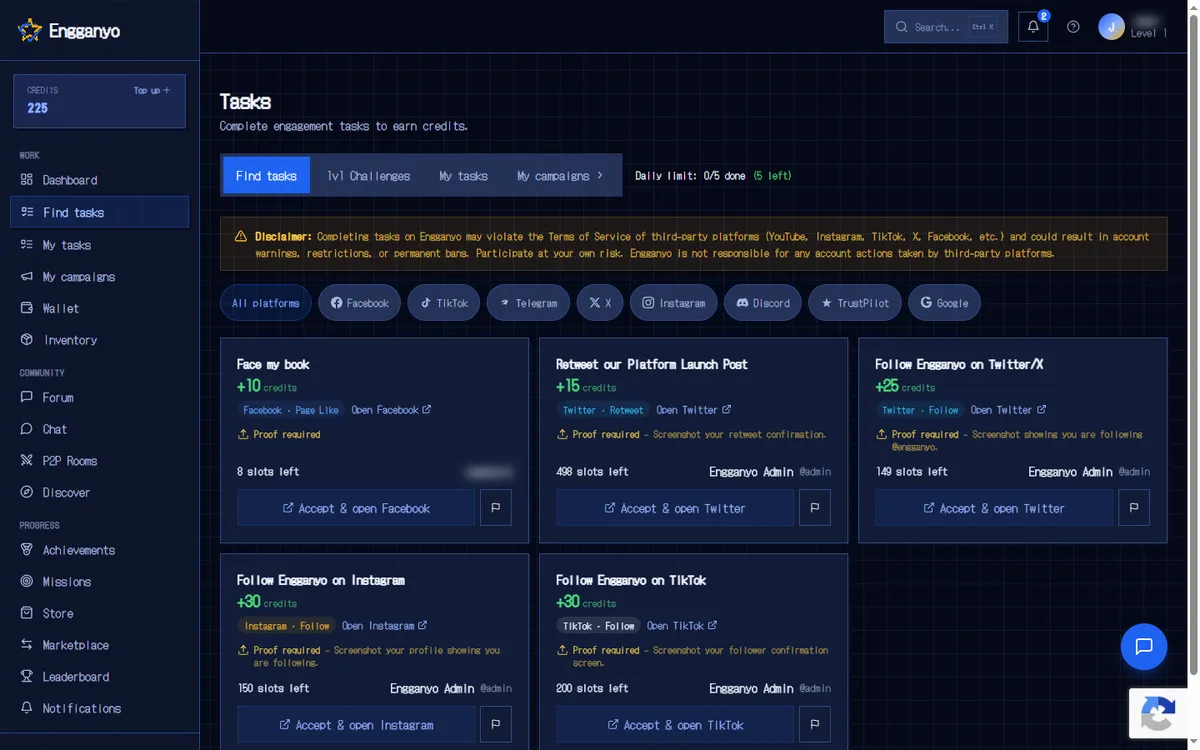 Engganyo
Search... Ctrl K
2
J
Level 1
CREDITS
Top up +
225
WORK
Dashboard
Find tasks
My tasks
My campaigns
Wallet
Inventory
COMMUNITY
Forum
Chat
P2P Rooms
Discover
PROGRESS
Achievements
Missions
Store
Marketplace
Leaderboard
Notifications
Tasks
Complete engagement tasks to earn credits.
Find tasks 1v1 Challenges My tasks My campaigns Daily limit: 0/5 done (5 left)
Disclaimer: Completing tasks on Engganyo may violate the Terms of Service of third-party platforms (YouTube, Instagram, TikTok, X, Facebook, etc.) and could result in account
warnings, restrictions, or permanent bans. Participate at your own risk. Engganyo is not responsible for any account actions taken by third-party platforms.
All platforms Facebook TikTok Telegram X Instagram Discord TrustPilot Google
Face my book
+10 credits
Facebook · Page Like Open Facebook
Proof required
8 slots left
Accept & open Facebook
Retweet our Platform Launch Post
+15 credits
Twitter · Retweet Open Twitter
Proof required – Screenshot your retweet confirmation.
498 slots left Engganyo Admin @admin
Accept & open Twitter
Follow Engganyo on Twitter/X
+25 credits
Twitter · Follow Open Twitter
Proof required – Screenshot showing you are following
@engganyo.
149 slots left Engganyo Admin @admin
Accept & open Twitter
Follow Engganyo on Instagram
+30 credits
Instagram · Follow Open Instagram
Proof required – Screenshot your profile showing you
are following.
150 slots left Engganyo Admin @admin
Accept & open Instagram
Follow Engganyo on TikTok
+30 credits
TikTok · Follow Open TikTok
Proof required – Screenshot your follower confirmation
screen.
200 slots left Engganyo Admin @admin
Accept & open TikTok